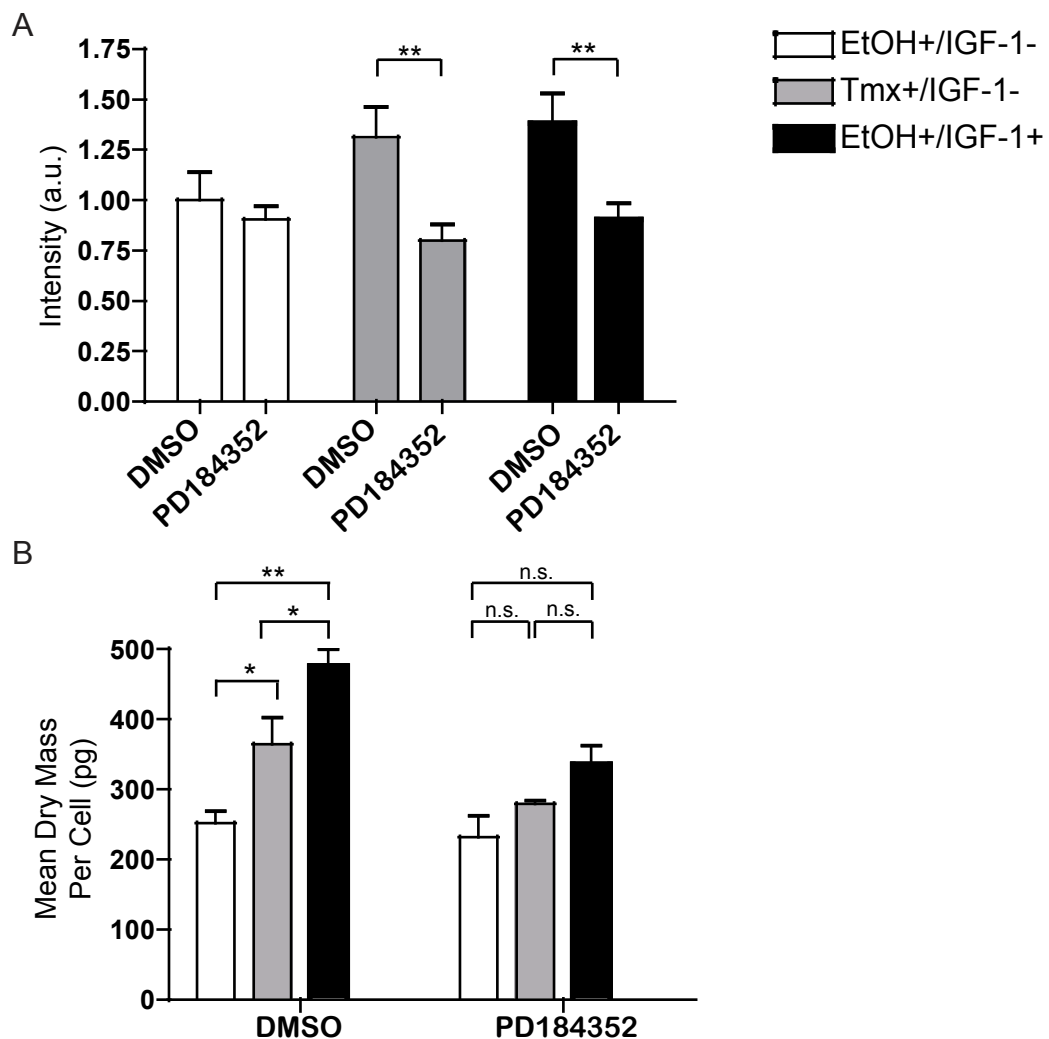 A
1.75
1.50
1.25
1.00
0.75
0.50
0.25
0.00
Intensity (a.u.)
**
**
DMSO
PD184352
DMSO
PD184352
DMSO
PD184352
EtOH+/IGF-1-
Tmx+/IGF-1-
EtOH+/IGF-1+
B
**
*
*
n.s.
n.s.
n.s.
500
400
300
200
100
0
Mean Dry Mass
Per Cell (pg)
DMSO
PD184352